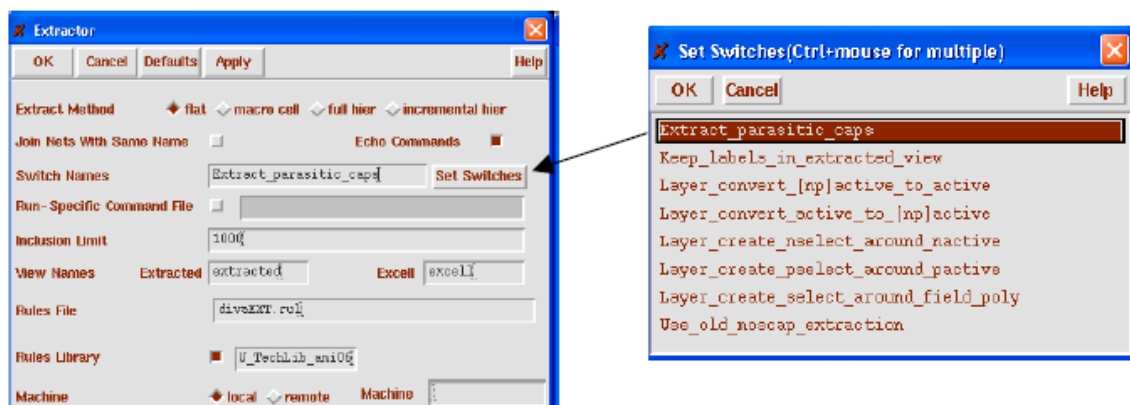 Extractor
OK Cancel Defaults Apply Help
Extract Method flat macro cell full hier incremental hier
Join Nets With Same Name Echo Commands
Switch Names Extract_parasitic_caps Set Switches
Run-Specific Command File
Inclusion Limit 1000
View Names Extracted extracted Excell excell
Rules File divaEXT.rul
Rules Library U_TechLib_ami06
Machine local remote Machine
Set Switches(Ctrl+mouse for multiple)
OK Cancel Help
Extract_parasitic_caps
Keep_labels_in_extracted_view
Layer_convert_[np]active_to_active
Layer_convert_active_to_[np]active
Layer_create_nselect_around_nactive
Layer_create_pselect_around_pactive
Layer_create_select_around_field_poly
Use_old_noscap_extraction